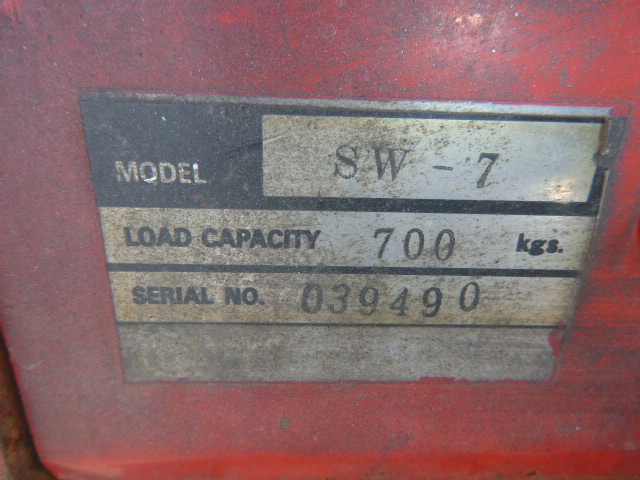 MODEL SW-7
LOAD CAPACITY 700 kgs.
SERIAL NO. 039490